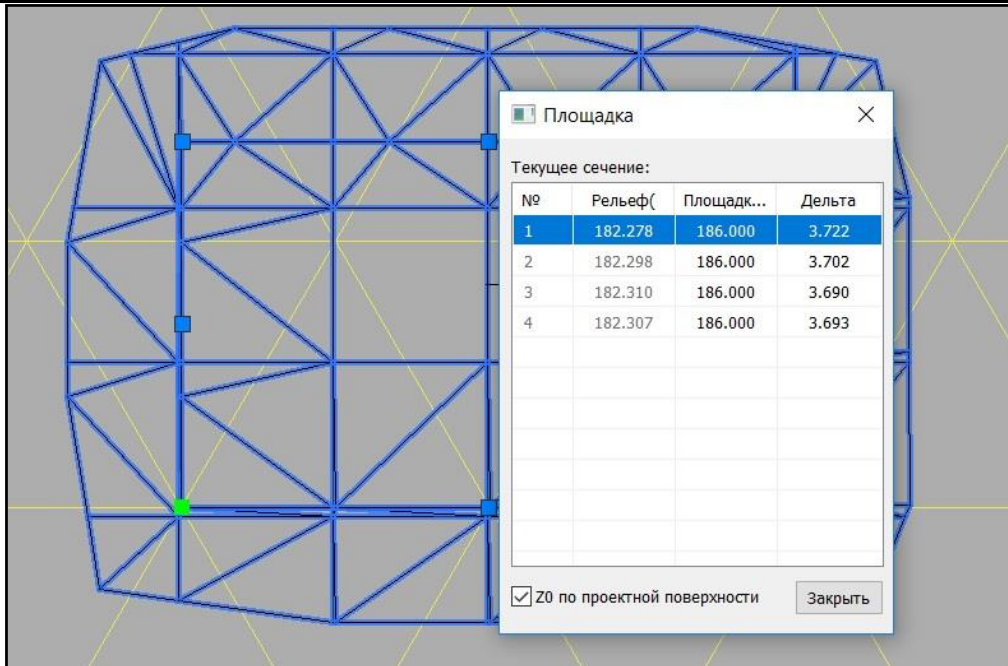 Площадка
Текущее сечение:
№ Рельеф( Площадк... Дельта
1 182.278 186.000 3.722
2 182.298 186.000 3.702
3 182.310 186.000 3.690
4 182.307 186.000 3.693
Z0 по проектной поверхности Закрыть